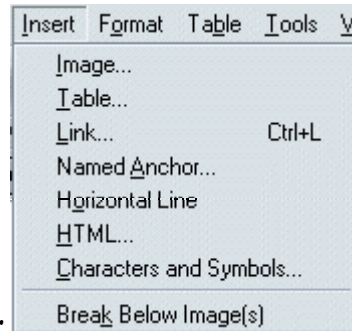 Insert Format Table Tools V
Image...
Table...
Link... Ctrl+L
Named Anchor...
Horizontal Line
HTML...
Characters and Symbols...
Break Below Image(s)